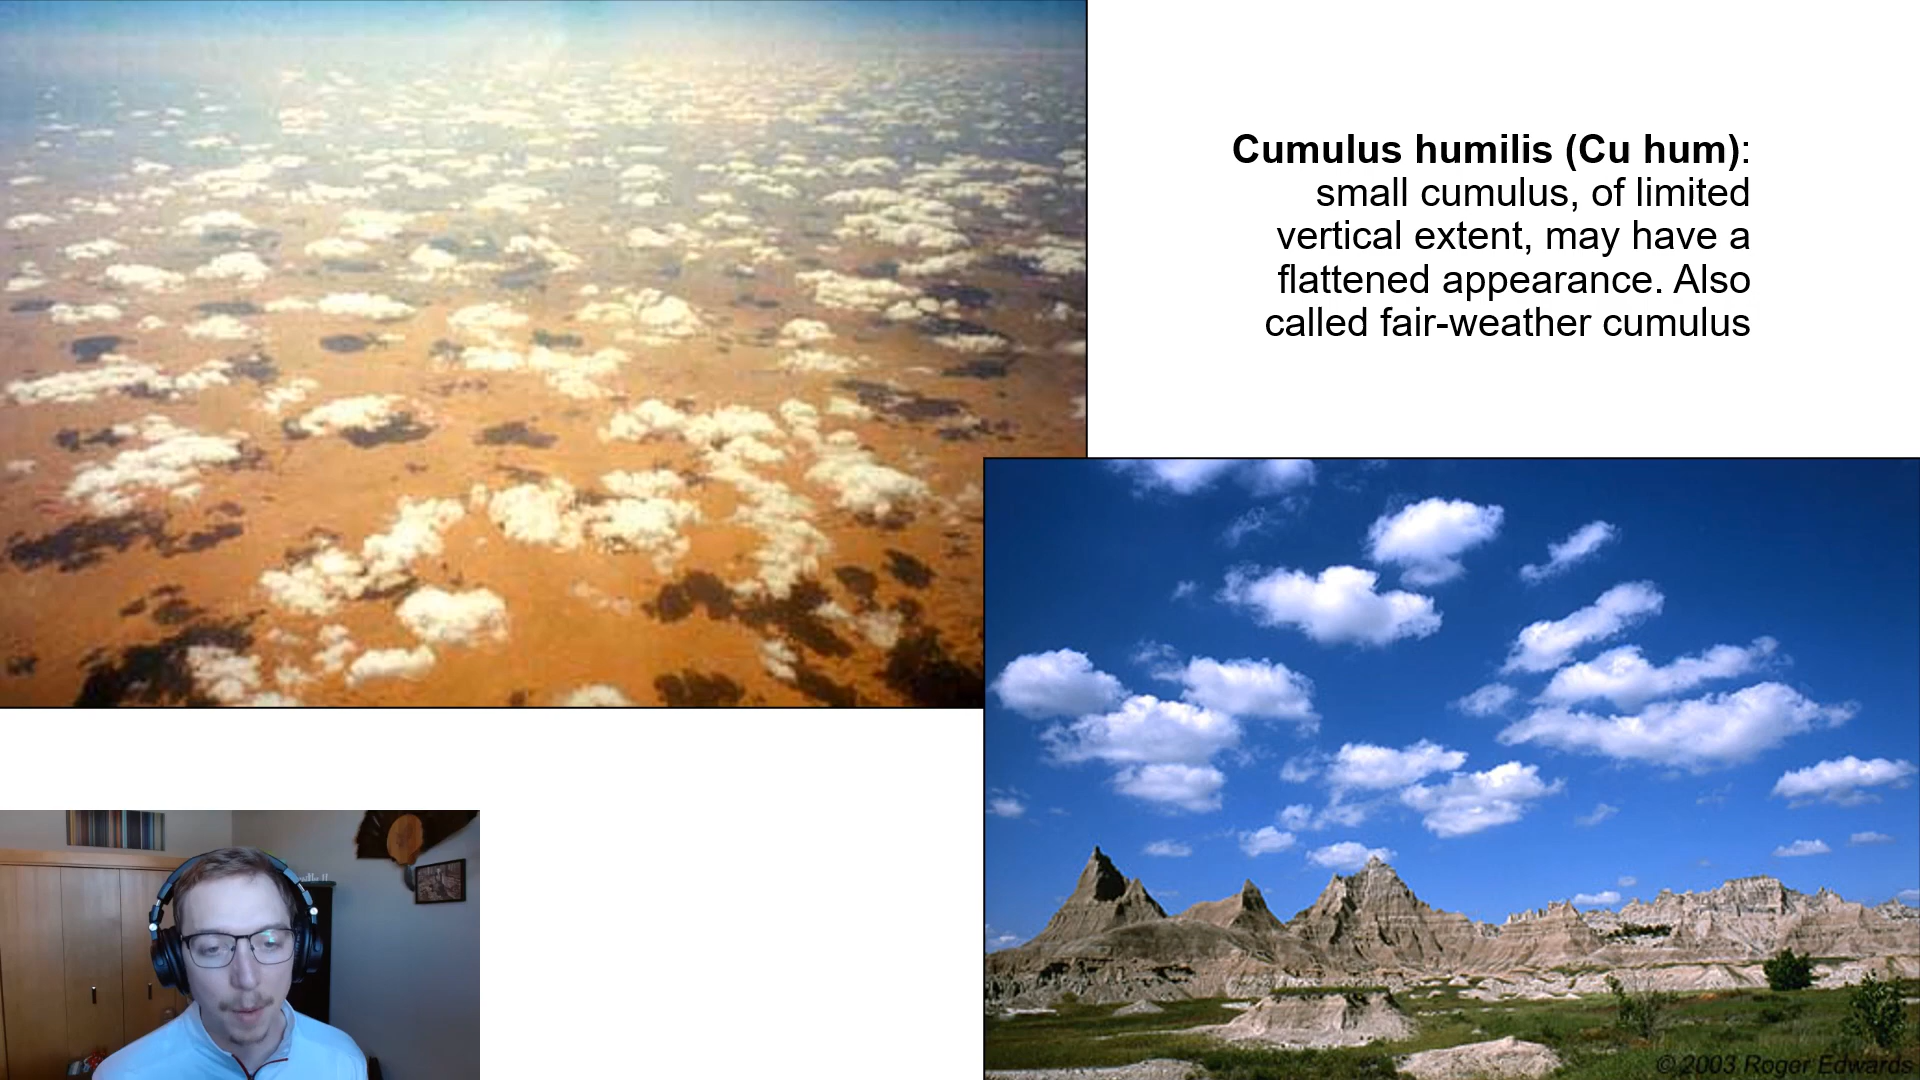 Cumulus humilis (Cu hum):
small cumulus, of limited
vertical extent, may have a
flattened appearance. Also
called fair-weather cumulus
© 2003 Roger Edwards